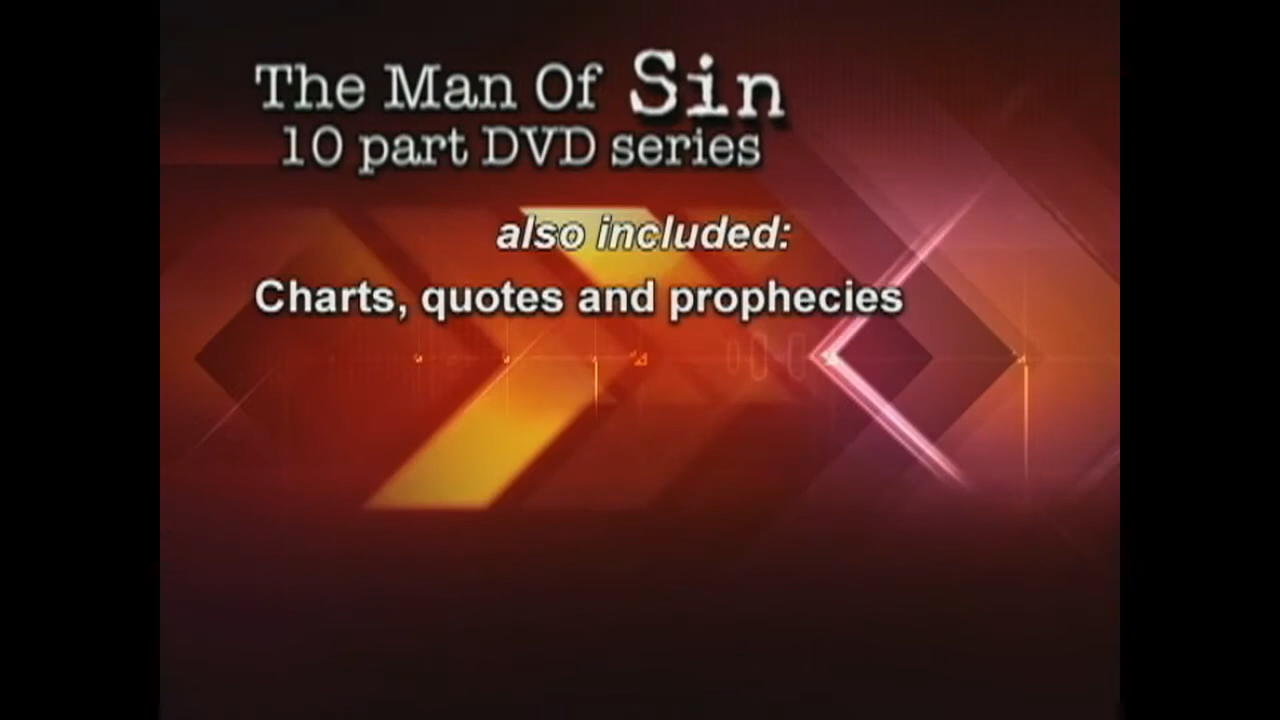 The Man Of Sin
10 part DVD series
also included:
Charts, quotes and prophecies